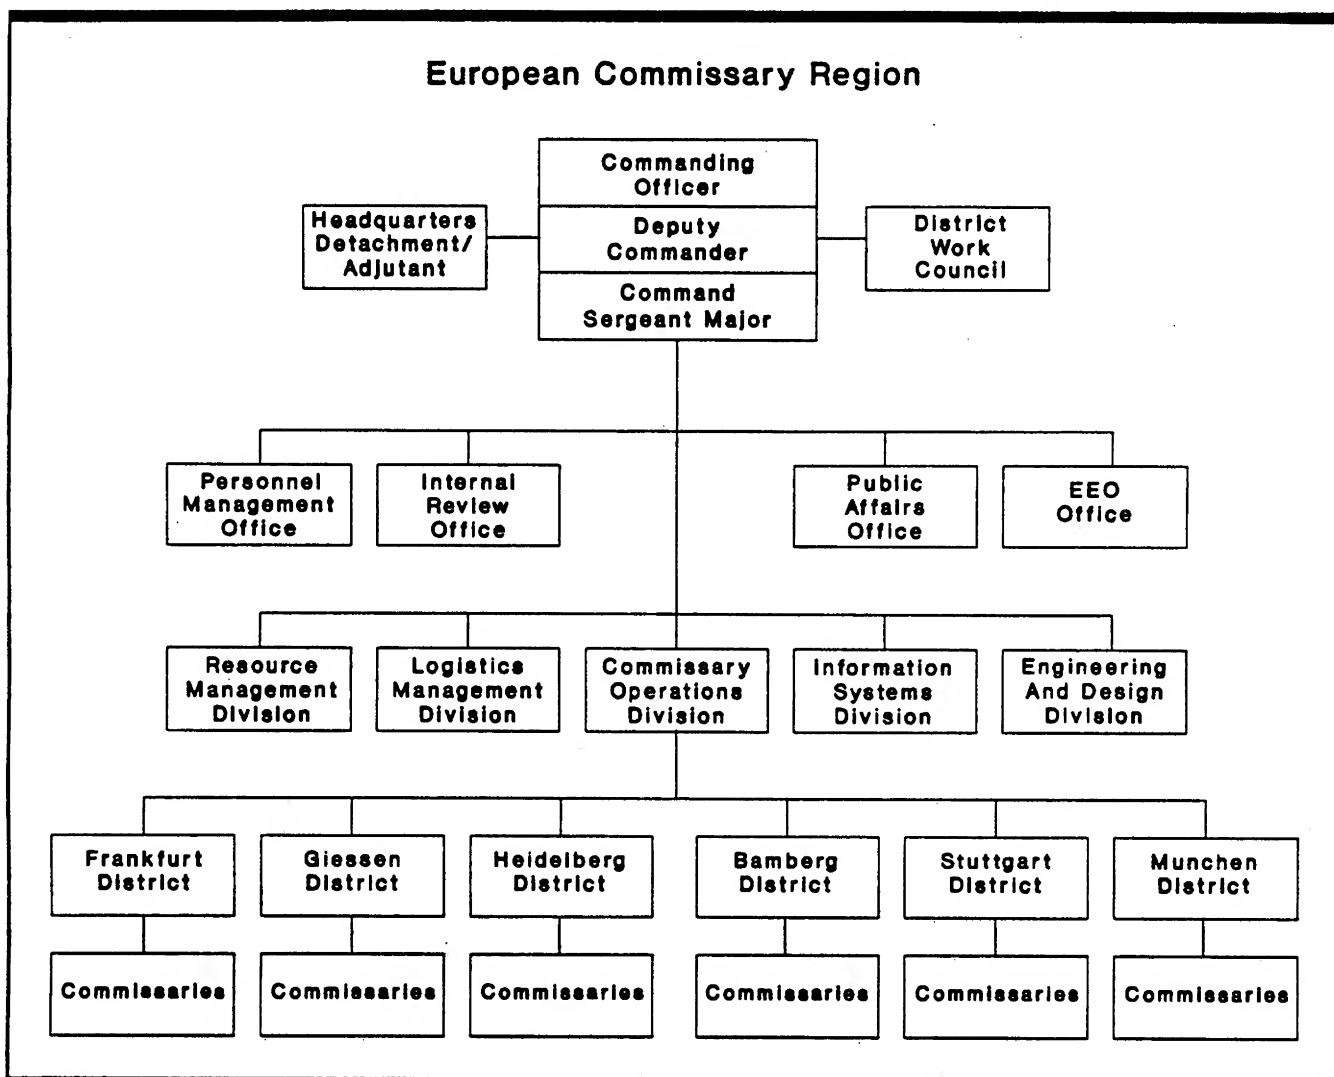 European Commissary Region
Commanding
Officer
Headquarters
Detachment/
Adjutant
Deputy
Commander
District
Work
Council
Command
Sergeant Major
Personnel
Management
Office
Internal
Review
Office
Public
Affairs
Office
EEO
Office
Resource
Management
Division
Logistics
Management
Division
Commissary
Operations
Division
Information
Systems
Division
Engineering
And Design
Division
Frankfurt
District
Giessen
District
Heidelberg
District
Bamberg
District
Stuttgart
District
Munchen
District
Commissaries
Commissaries
Commissaries
Commissaries
Commissaries
Commissaries